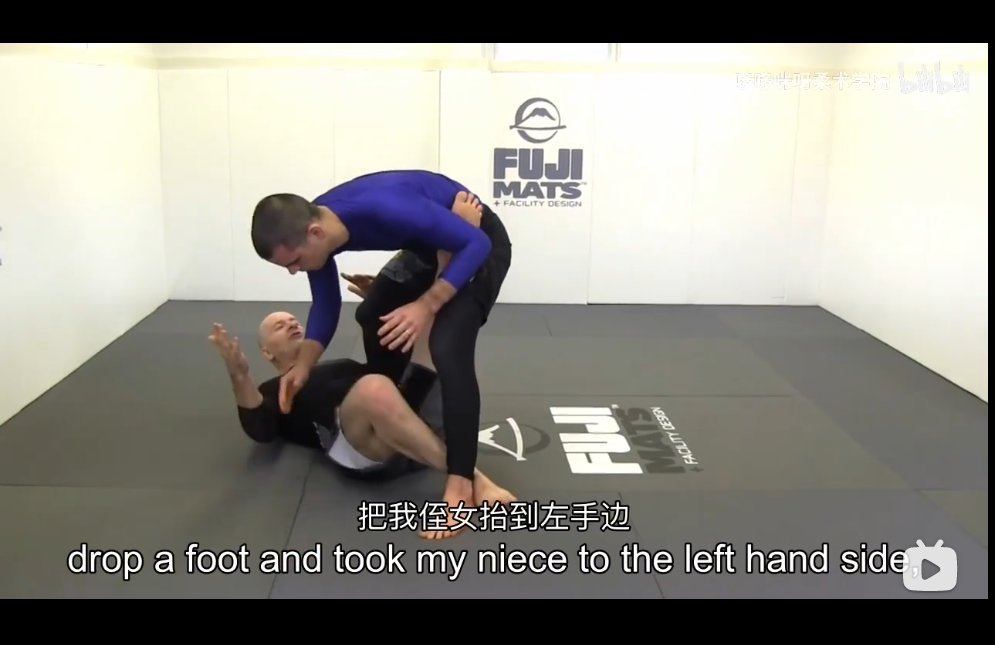 bilibili
FUJI
MATS
+ FACILITY DESIGN
FUJI
MATS
+ FACILITY DESIGN
把我侄女抬到左手边
drop a foot and took my niece to the left hand side,